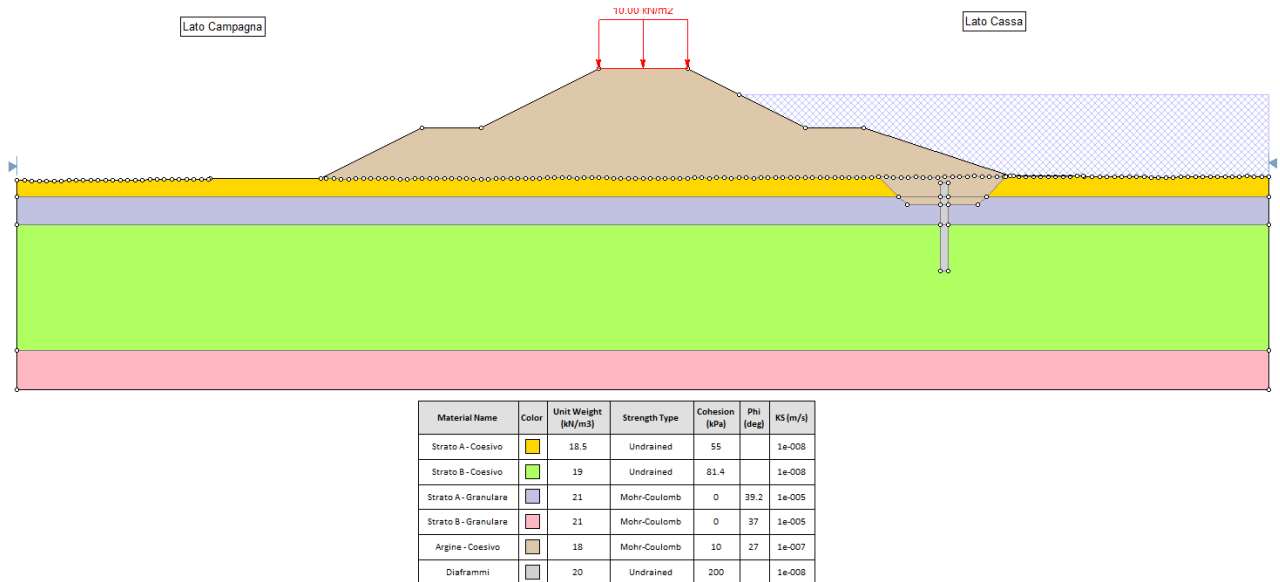 10.00 kN/m2
Lato Campagna
Lato Cassa
Material Name Color Unit Weight (kN/m3) Strength Type Cohesion (kPa) Phi (deg) KS (m/s)
Strato A - Coesivo 18.5 Undrained 55 1e-008
Strato B - Coesivo 19 Undrained 81.4 1e-008
Strato A - Granulare 21 Mohr-Coulomb 0 39.2 1e-005
Strato B - Granulare 21 Mohr-Coulomb 0 37 1e-005
Argine - Coesivo 18 Mohr-Coulomb 10 27 1e-007
Diaframmi 20 Undrained 200 1e-008